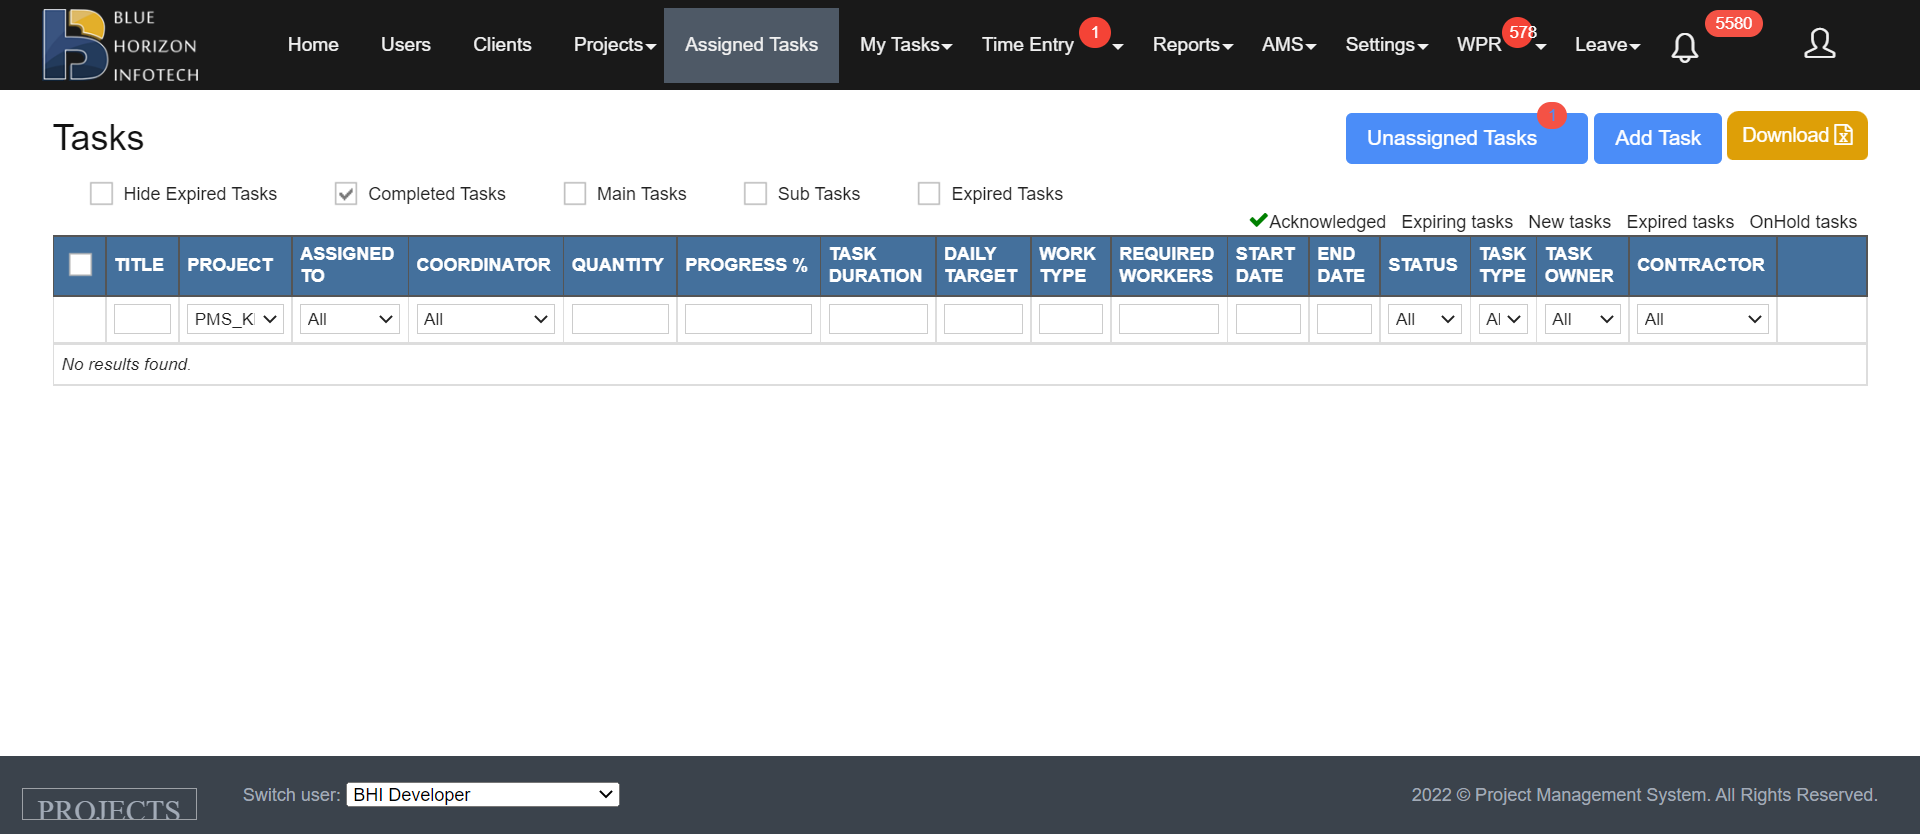 BLUE
HORIZON
INFOTECH
Home Users Clients Projects Assigned Tasks My Tasks Time Entry 1 Reports AMS Settings WPR 578 Leave 5580
Tasks
Unassigned Tasks Add Task Download
Hide Expired Tasks Completed Tasks Main Tasks Sub Tasks Expired Tasks
Acknowledged Expiring tasks New tasks Expired tasks OnHold tasks
TITLE PROJECT ASSIGNED TO COORDINATOR QUANTITY PROGRESS % TASK DURATION DAILY TARGET WORK TYPE REQUIRED WORKERS START DATE END DATE STATUS TASK TYPE TASK OWNER CONTRACTOR
All All All All All
No results found.
PROJECTS Switch user: BHI Developer 2022 © Project Management System. All Rights Reserved.